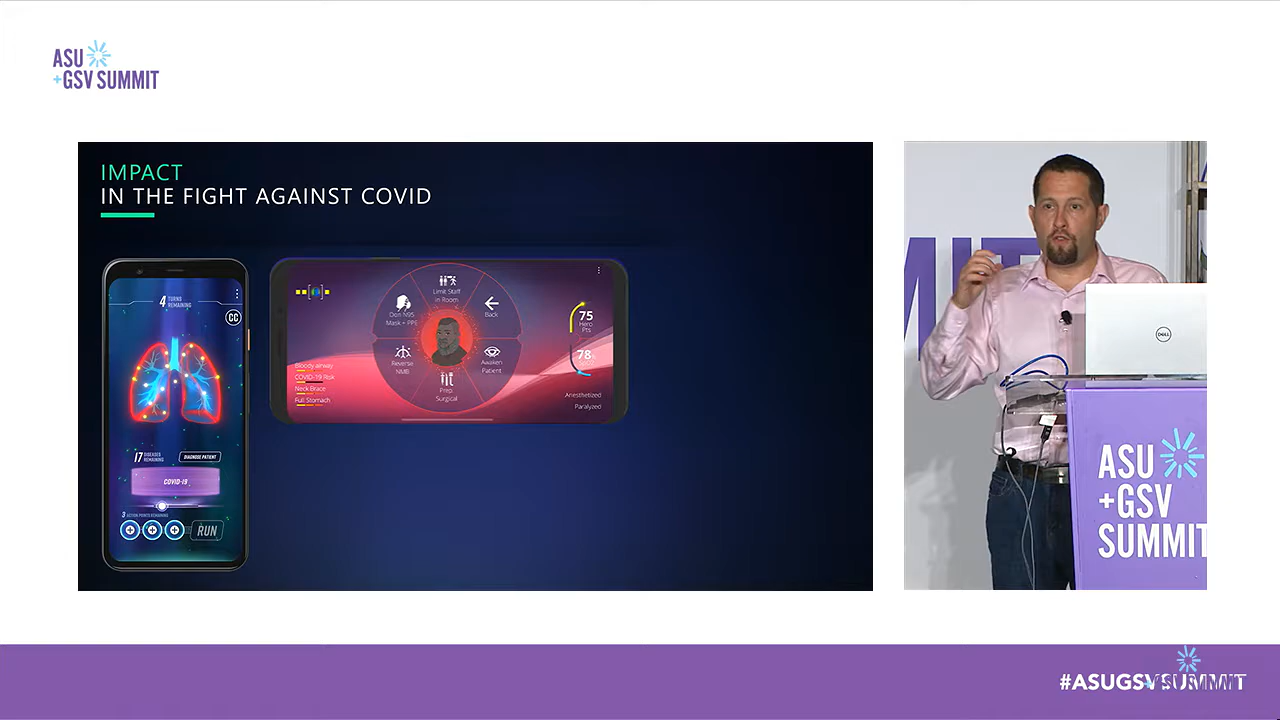 ASU
+GSV SUMMIT
IMPACT
IN THE FIGHT AGAINST COVID
4 TURNS
REMAINING
CC
17 DISEASES
REMAINING
DIAGNOSE PATIENT
COVID-19
3 ACTION POINTS REMAINING
RUN
Limit Staff
in Room
Don N95
Mask + PPE
Back
Reverse
NMB
Awaken
Patient
Prep
Surgical
Bloody airway
COVID-19 Risk
Neck Brace
Full Stomach
75
Hero
Pts
78
Anesthetized
Paralyzed
DELL
ASU
+GSV
SUMMIT
#ASUGSVSUMMIT